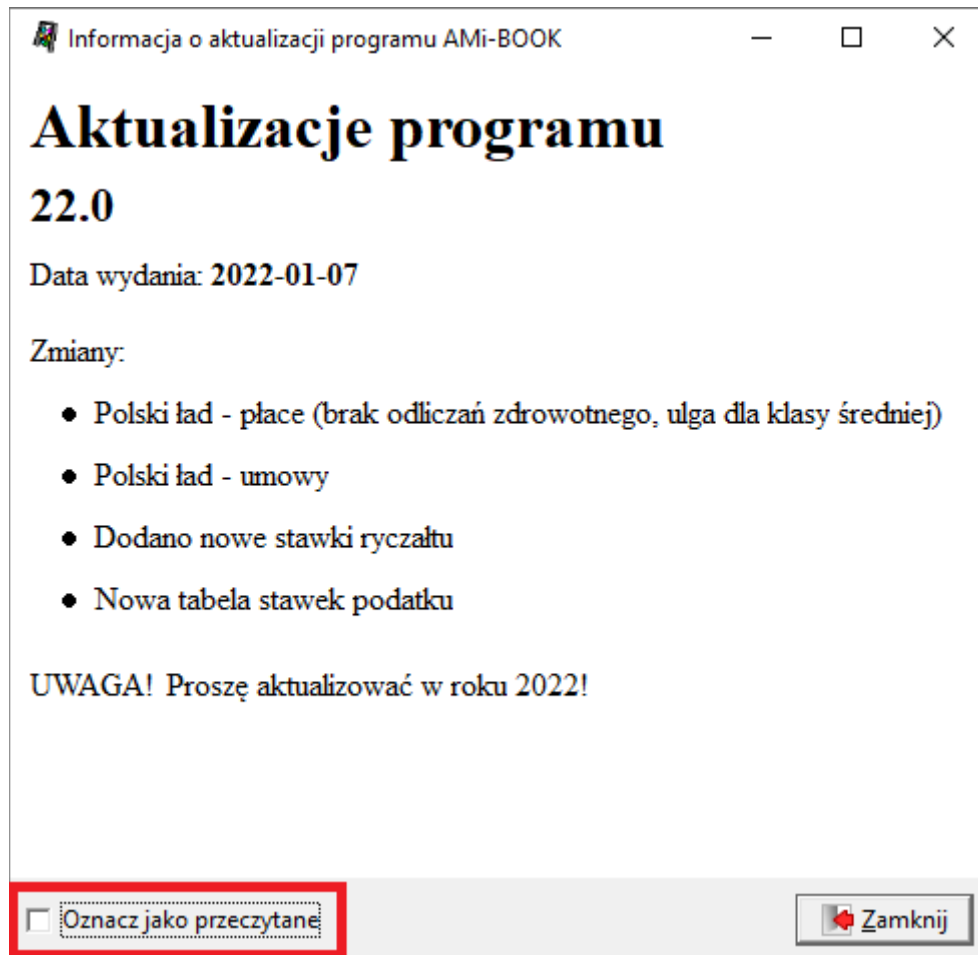 Informacja o aktualizacji programu AMi-BOOK
Aktualizacje programu
22.0
Data wydania: 2022-01-07
Zmiany:
Polski ład - płace (brak odliczań zdrowotnego, ulga dla klasy średniej)
Polski ład - umowy
Dodano nowe stawki ryczałtu
Nowa tabela stawek podatku
UWAGA! Proszę aktualizować w roku 2022!
Oznacz jako przeczytane
Zamknij